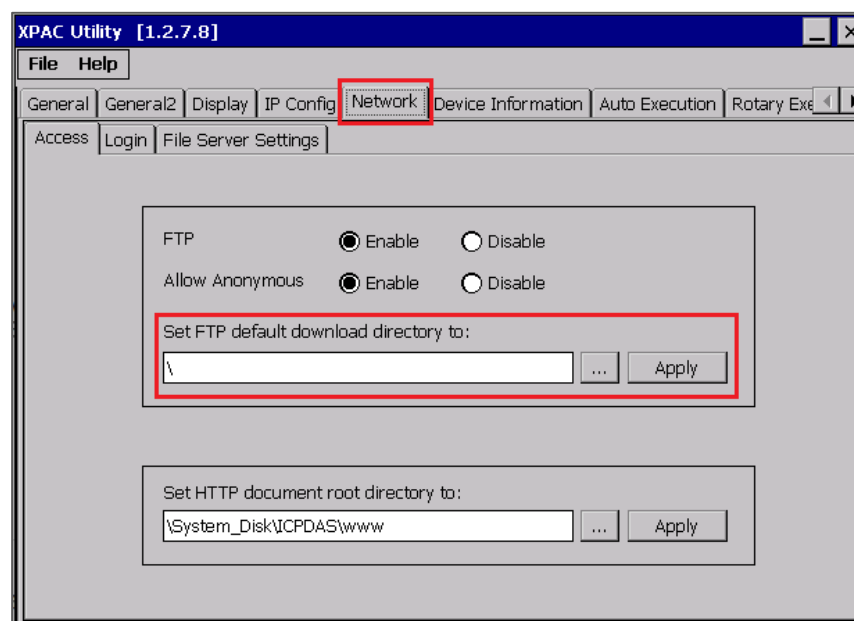 XPAC Utility [1.2.7.8]
File Help
General General2 Display IP Config Network Device Information Auto Execution Rotary Exe
Access Login File Server Settings
FTP Enable Disable
Allow Anonymous Enable Disable
Set FTP default download directory to:
\ ... Apply
Set HTTP document root directory to:
\System_Disk\ICPDAS\www ... Apply